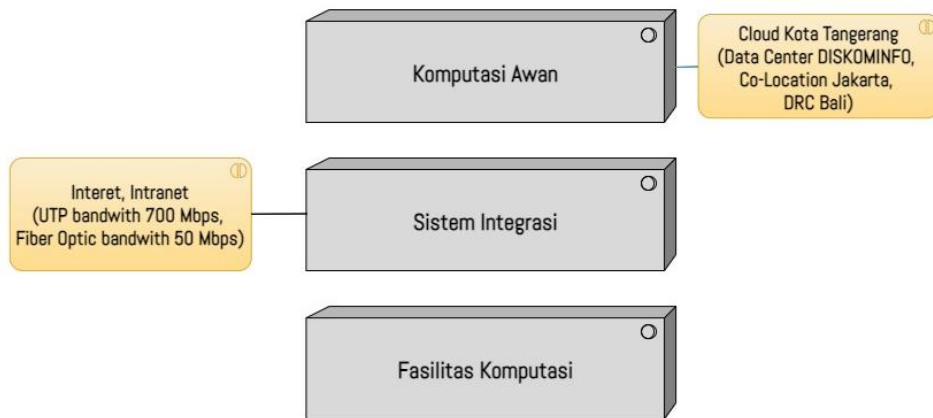 Komputasi Awan
Cloud Kota Tangerang
(Data Center DISKOMINFO,
Co-Location Jakarta,
DRC Bali)
Interet, Intranet
(UTP bandwith 700 Mbps,
Fiber Optic bandwith 50 Mbps)
Sistem Integrasi
Fasilitas Komputasi